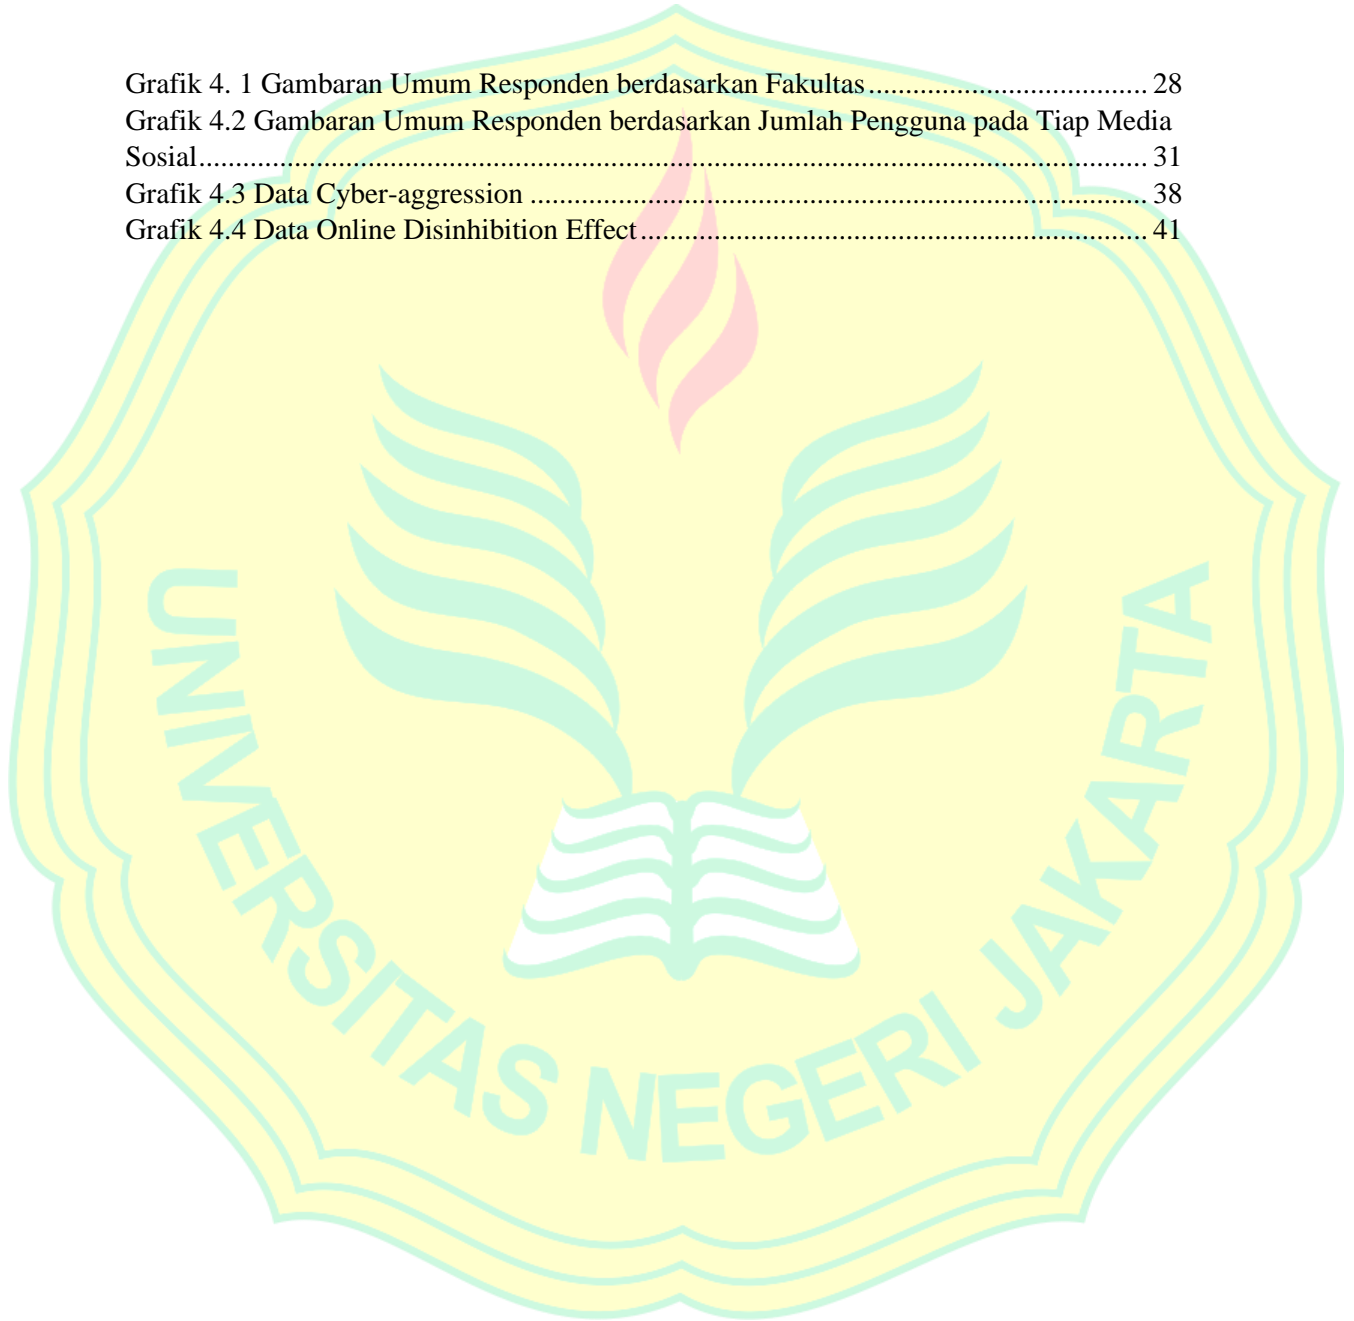 Grafik 4. 1 Gambaran Umum Responden berdasarkan Fakultas.................................... 28
Grafik 4.2 Gambaran Umum Responden berdasarkan Jumlah Pengguna pada Tiap Media
Sosial............................................................................................................................... 31
Grafik 4.3 Data Cyber-aggression ................................................................................... 38
Grafik 4.4 Data Online Disinhibition Effect.................................................................... 41
UNIVERSITAS NEGERI JAKARTA